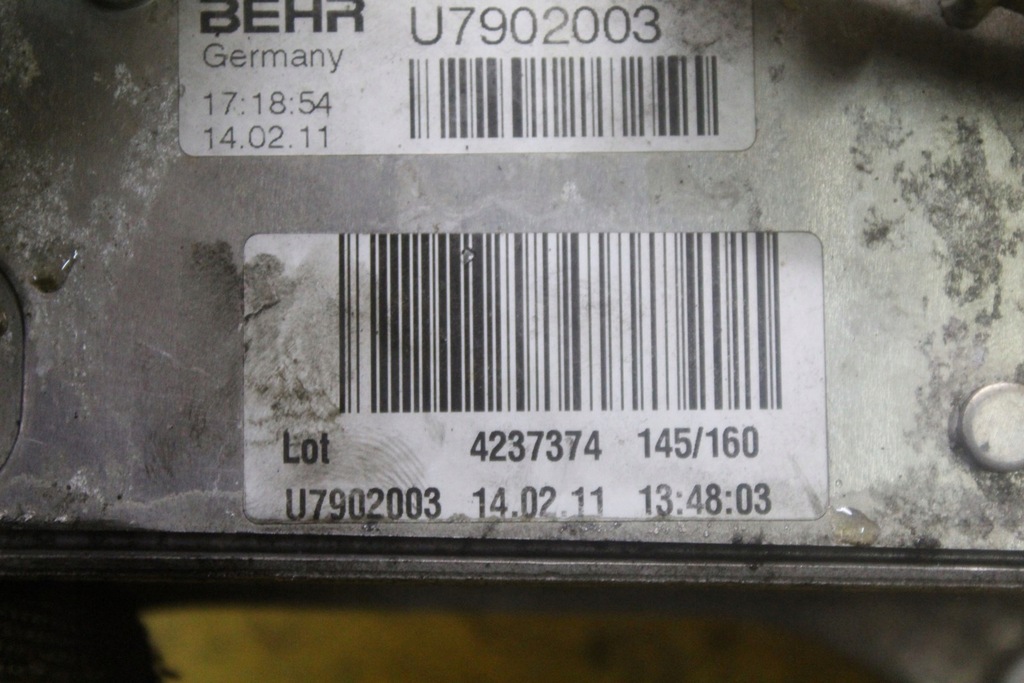 BEHR U7902003
Germany
17:18:54
14.02.11
Lot 4237374 145/160
U7902003 14.02.11 13:48:03